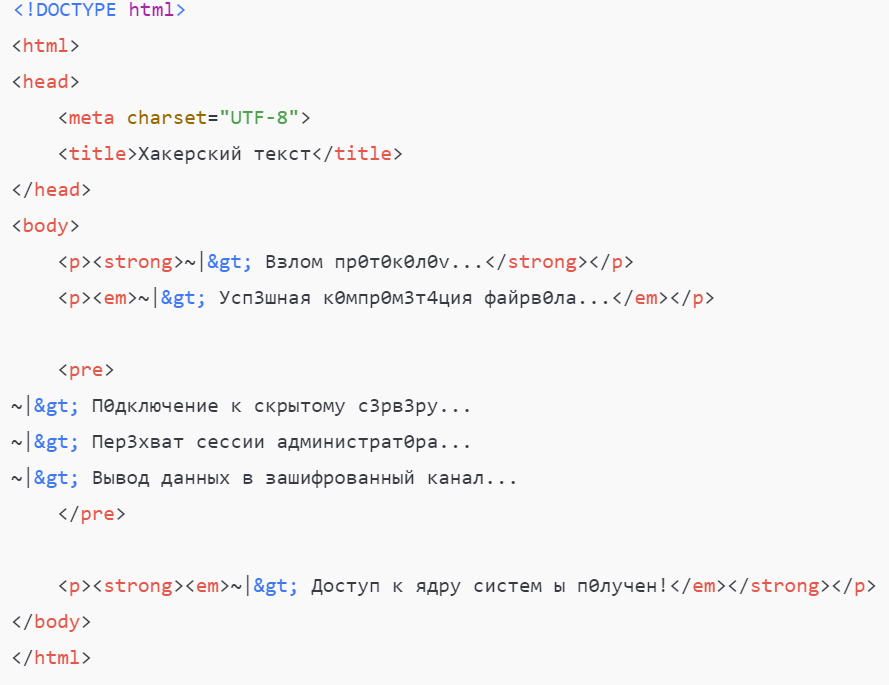 <!DOCTYPE html>
<html>
<head>
    <meta charset="UTF-8">
    <title>Хакерский текст</title>
</head>
<body>
    <p><strong>~|&gt; Взлом пр0т0к0л0v...</strong></p>
    <p><em>~|&gt; Усп3шная к0мпр0м3т4ция файрв0ла...</em></p>

    <pre>
~|&gt; П0дключение к скрытому с3рв3ру...
~|&gt; Пер3хват сессии администрат0ра...
~|&gt; Вывод данных в зашифрованный канал...
    </pre>

    <p><strong><em>~|&gt; Доступ к ядру систем ы п0лучен!</em></strong></p>
</body>
</html>